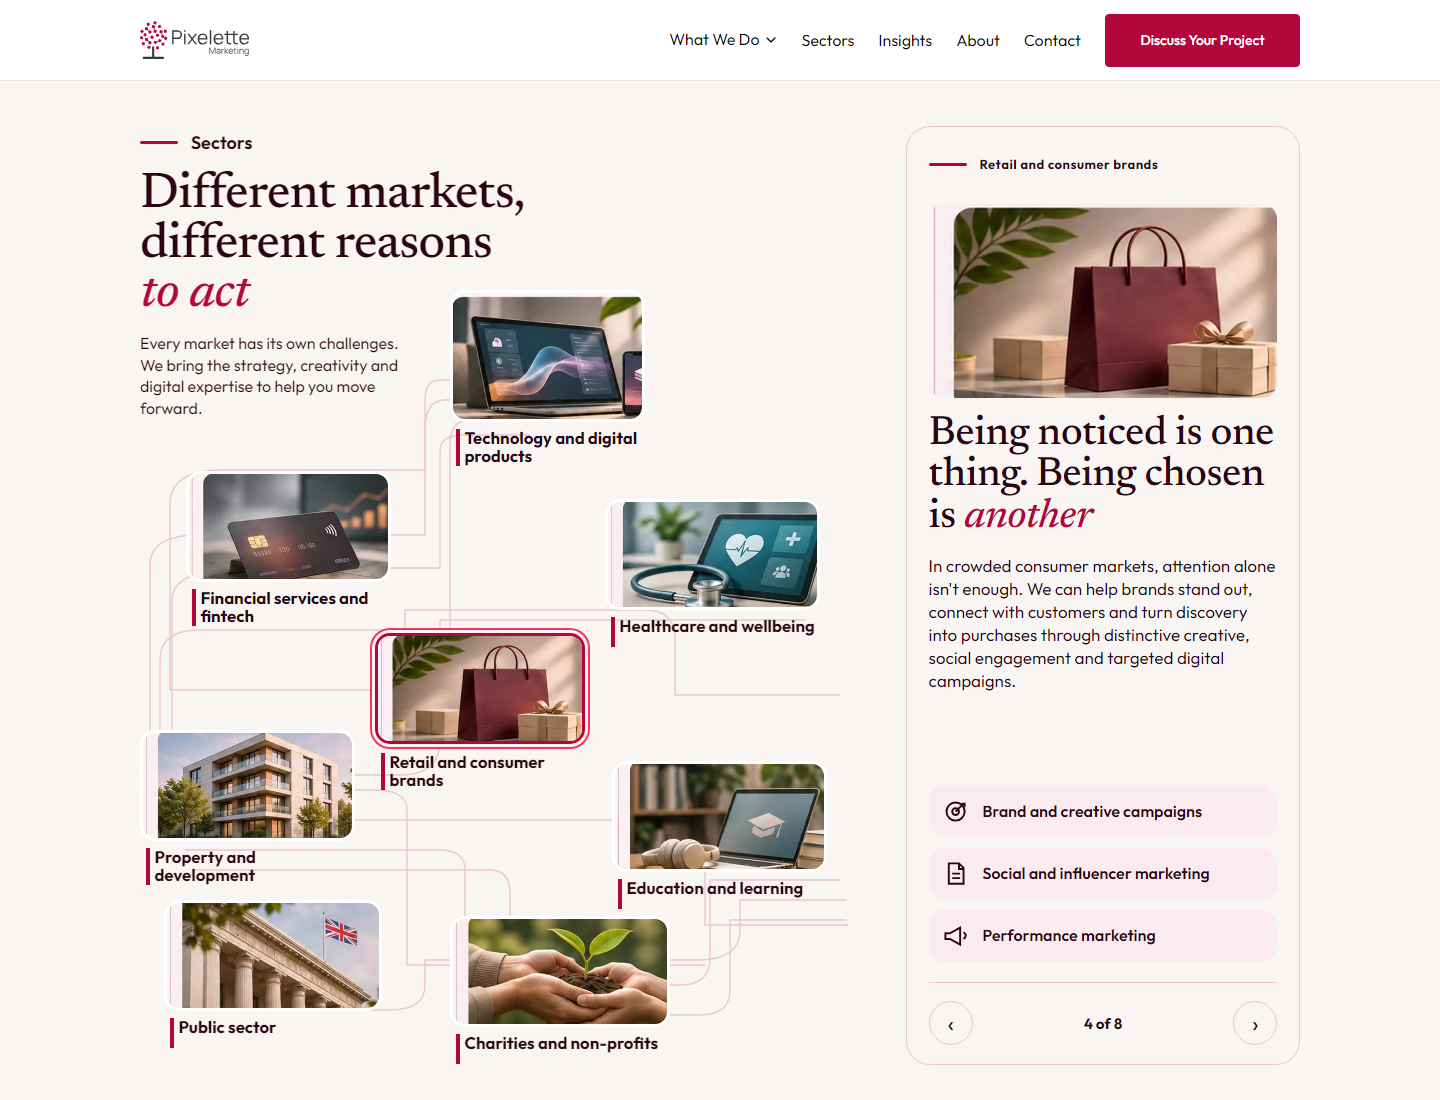 Pixelette
Marketing
What We Do
Sectors
Insights
About
Contact
Discuss Your Project
Sectors
Different markets,
different reasons
to act
Every market has its own challenges.
We bring the strategy, creativity and
digital expertise to help you move
forward.
Technology and digital
products
Financial services and
fintech
Healthcare and wellbeing
Retail and consumer
brands
Property and
development
Education and learning
Public sector
Charities and non-profits
Retail and consumer brands
Being noticed is one
thing. Being chosen
is another
In crowded consumer markets, attention alone
isn't enough. We can help brands stand out,
connect with customers and turn discovery
into purchases through distinctive creative,
social engagement and targeted digital
campaigns.
Brand and creative campaigns
Social and influencer marketing
Performance marketing
‹
4 of 8
›